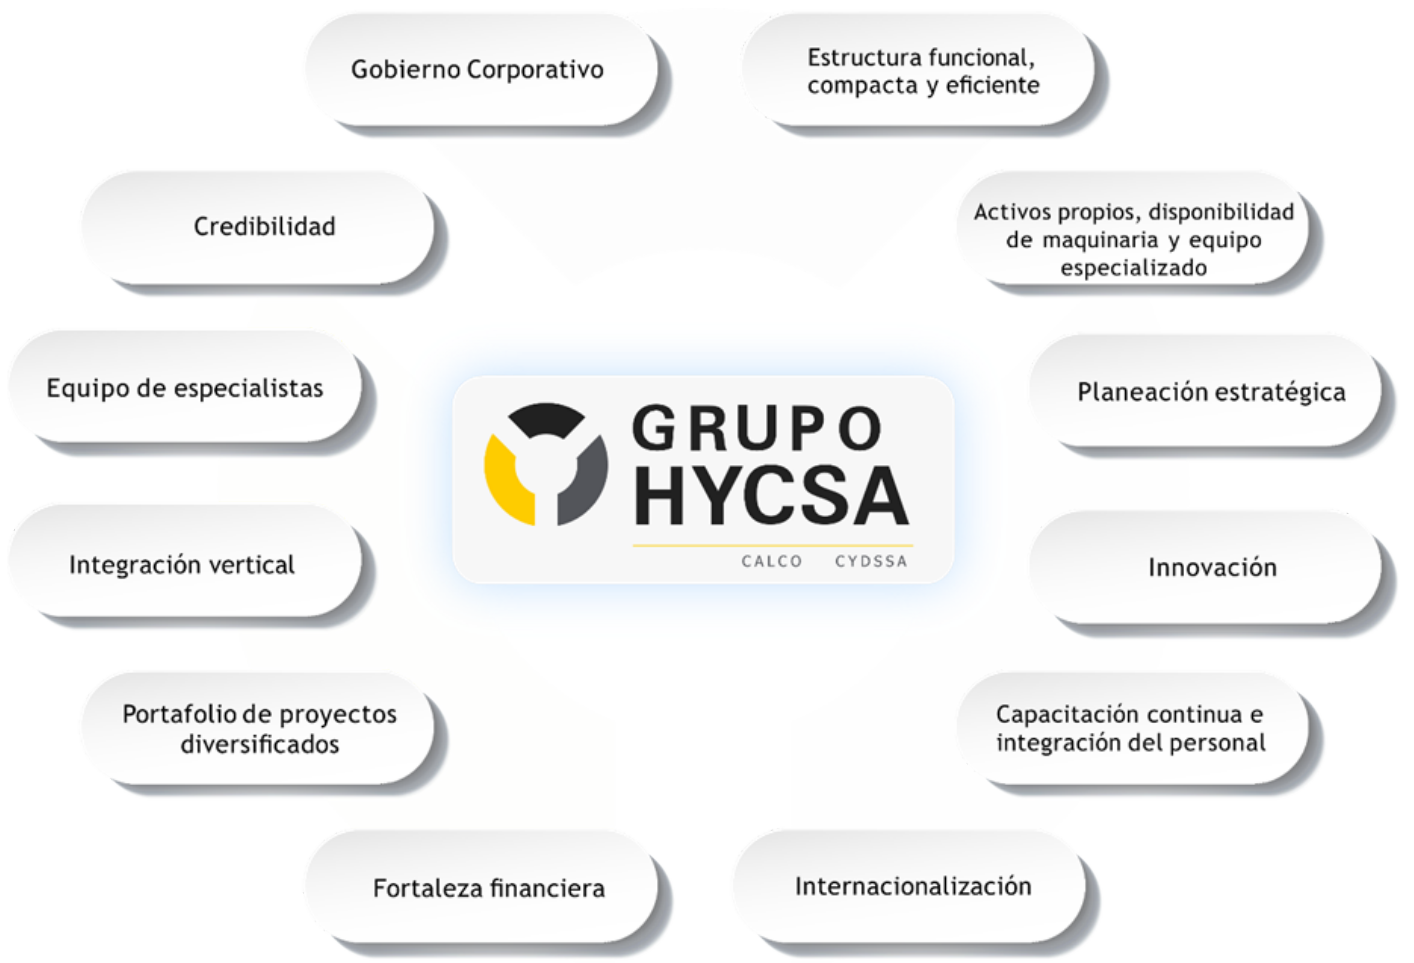 Gobierno Corporativo
Estructura funcional,
compacta y eficiente
Credibilidad
Activos propios, disponibilidad
de maquinaria y equipo
especializado
Equipo de especialistas
Planeación estratégica
GRUPO
HYCSA
CALCO CYDSSA
Integración vertical
Innovación
Portafolio de proyectos
diversificados
Capacitación continua e
integración del personal
Fortaleza financiera
Internacionalización